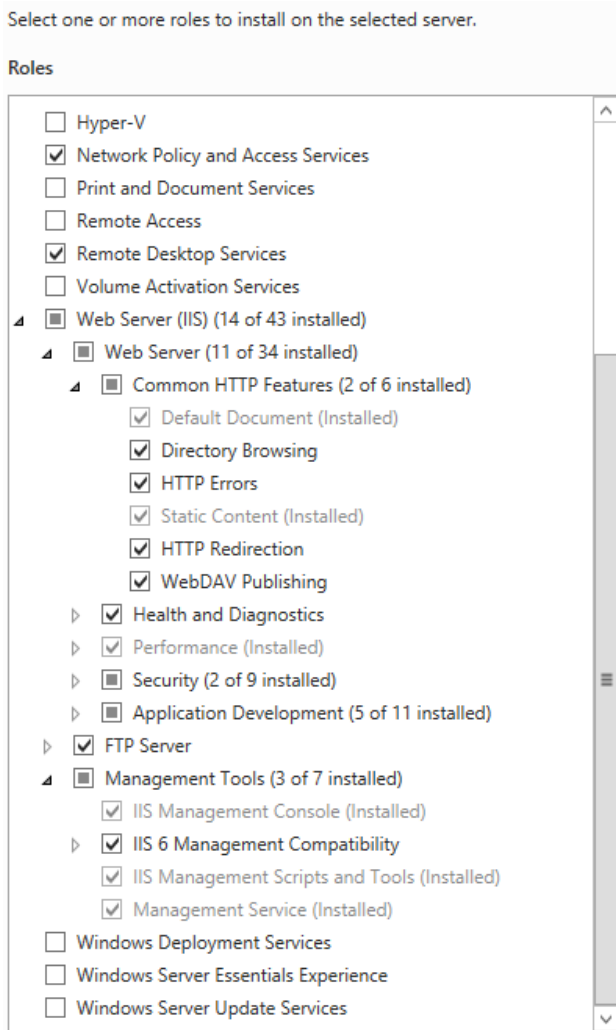 Select one or more roles to install on the selected server.
Roles
Hyper-V
Network Policy and Access Services
Print and Document Services
Remote Access
Remote Desktop Services
Volume Activation Services
Web Server (IIS) (14 of 43 installed)
Web Server (11 of 34 installed)
Common HTTP Features (2 of 6 installed)
Default Document (Installed)
Directory Browsing
HTTP Errors
Static Content (Installed)
HTTP Redirection
WebDAV Publishing
Health and Diagnostics
Performance (Installed)
Security (2 of 9 installed)
Application Development (5 of 11 installed)
FTP Server
Management Tools (3 of 7 installed)
IIS Management Console (Installed)
IIS 6 Management Compatibility
IIS Management Scripts and Tools (Installed)
Management Service (Installed)
Windows Deployment Services
Windows Server Essentials Experience
Windows Server Update Services